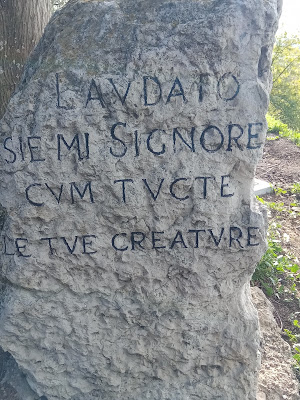 LAVDATO
SIE MI SIGNORE
CVM TVCTE
LE TVE CREATVRE